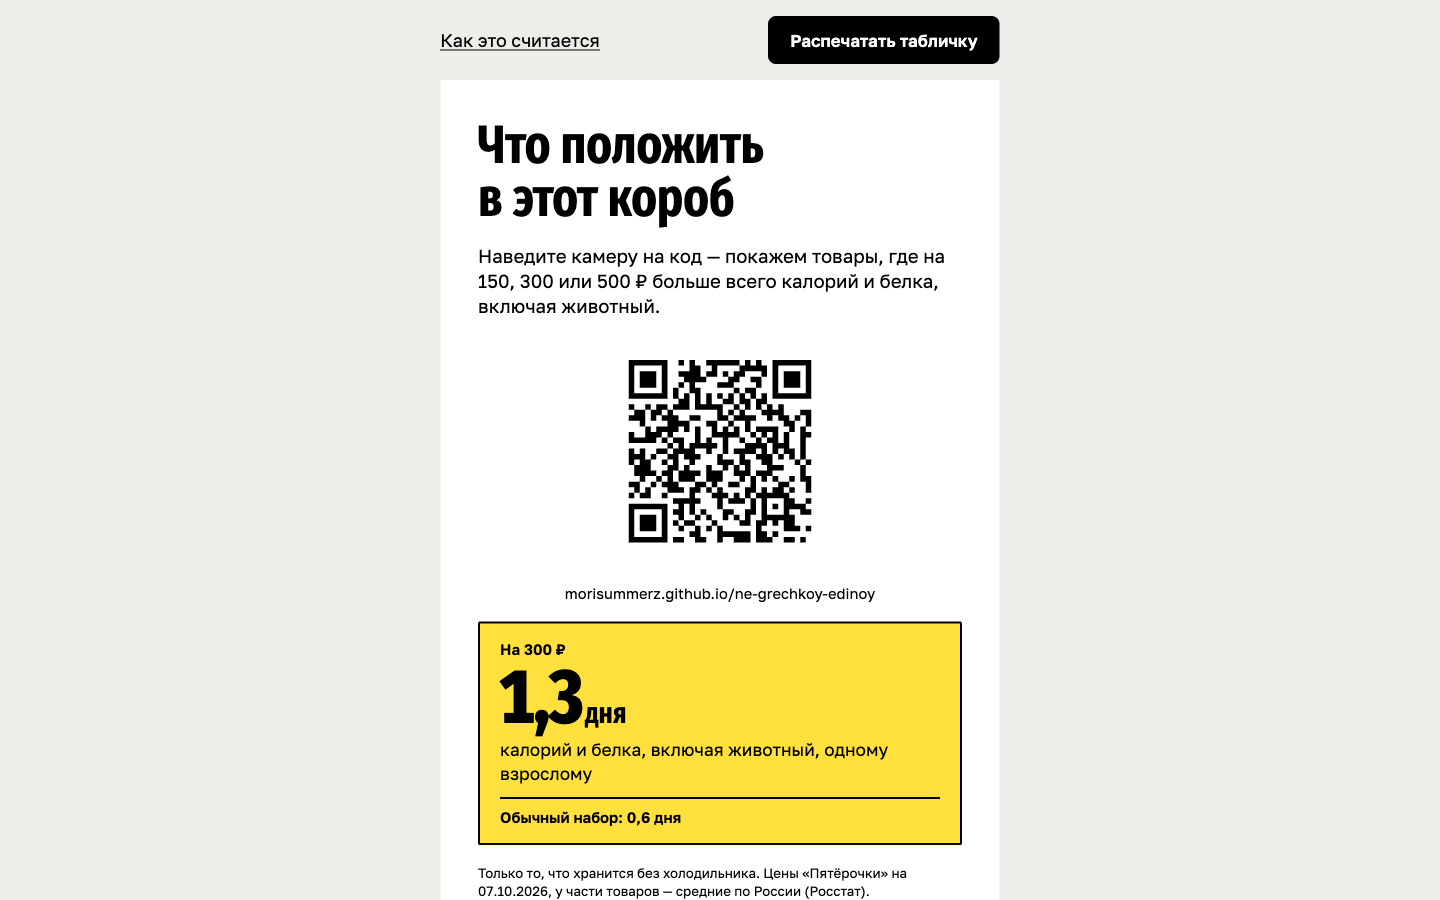 Как это считается
Распечатать табличку
Что положить
в этот короб
Наведите камеру на код — покажем товары, где на
150, 300 или 500 ₽ больше всего калорий и белка,
включая животный.
morisummerz.github.io/ne-grechkoy-edinoy
На 300 ₽
1,3 дня
калорий и белка, включая животный, одному
взрослому
Обычный набор: 0,6 дня
Только то, что хранится без холодильника. Цены «Пятёрочки» на
07.10.2026, у части товаров — средние по России (Росстат).